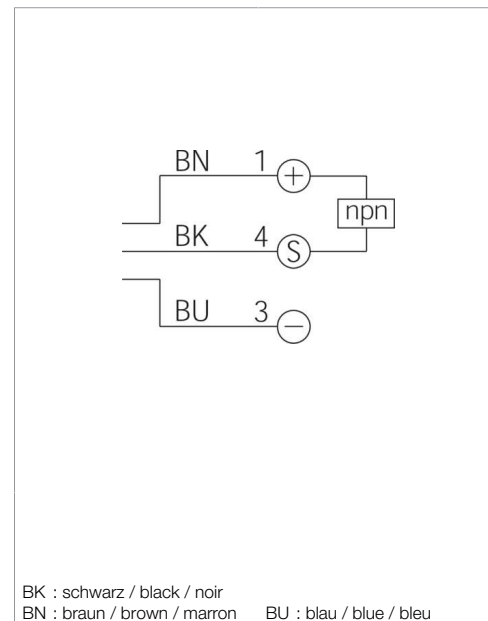 BN 1 +
npn
BK 4 S
BU 3 −
BK : schwarz / black / noir
BN : braun / brown / marron BU : blau / blue / bleu